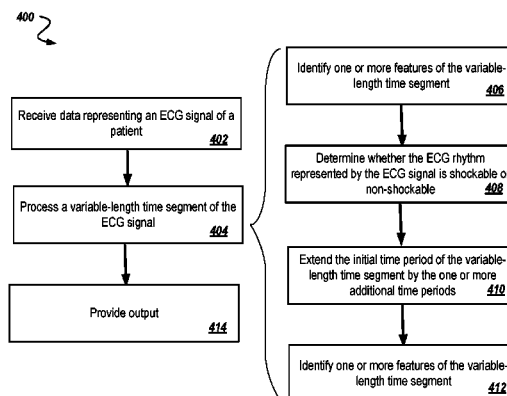 400
Receive data representing an ECG signal of a
patient
402
Process a variable-length time segment of the
ECG signal
404
Provide output
414
Identify one or more features of the variable-
length time segment
406
Determine whether the ECG rhythm
represented by the ECG signal is shockable o
non-shockable
408
Extend the initial time period of the variable-
length time segment by the one or more
additional time periods
410
Identify one or more features of the variable-
length time segment
412